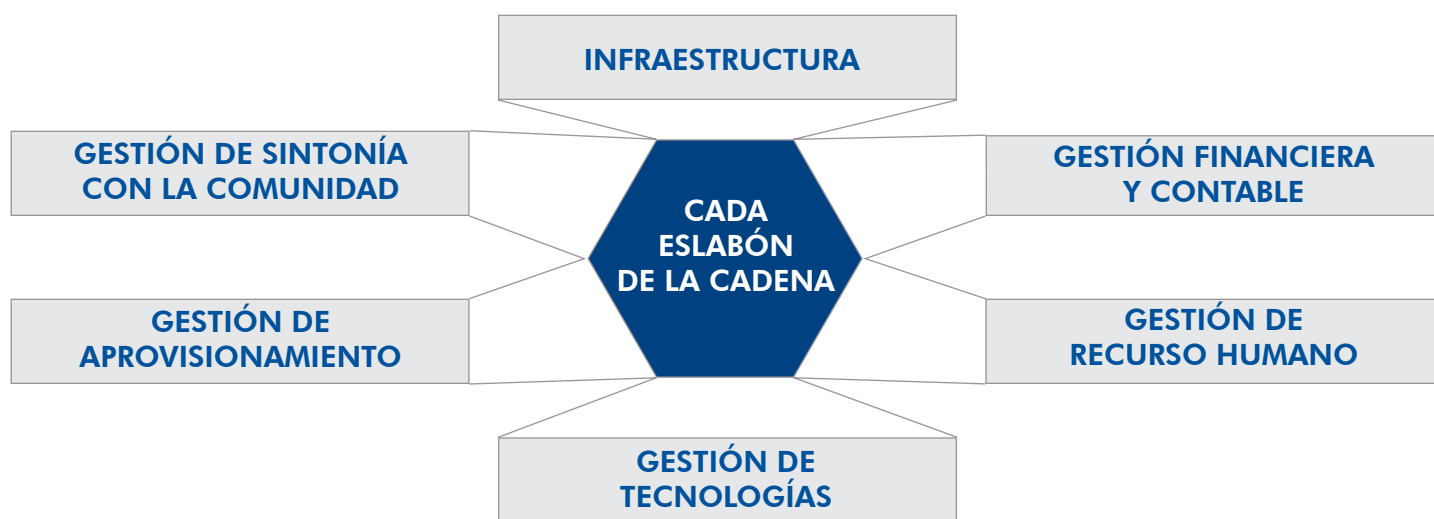 INFRAESTRUCTURA
GESTIÓN DE SINTONÍA
CON LA COMUNIDAD
GESTIÓN FINANCIERA
Y CONTABLE
CADA
ESLABÓN
DE LA CADENA
GESTIÓN DE
APROVISIONAMIENTO
GESTIÓN DE
RECURSO HUMANO
GESTIÓN DE
TECNOLOGÍAS